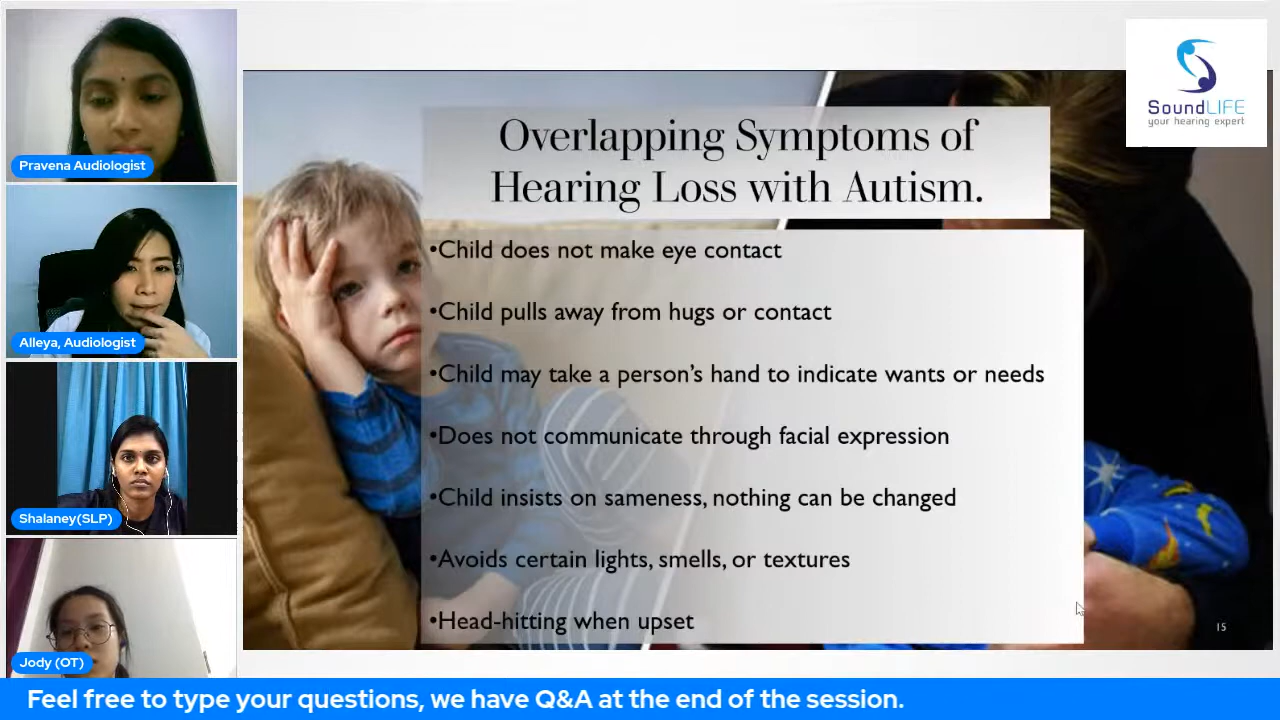 Pravena Audiologist
Alleya, Audiologist
Shalaney(SLP)
Jody (OT)
SoundLIFE
your hearing expert
Overlapping Symptoms of
Hearing Loss with Autism.
•Child does not make eye contact
•Child pulls away from hugs or contact
•Child may take a person's hand to indicate wants or needs
•Does not communicate through facial expression
•Child insists on sameness, nothing can be changed
•Avoids certain lights, smells, or textures
•Head-hitting when upset
15
Feel free to type your questions, we have Q&A at the end of the session.